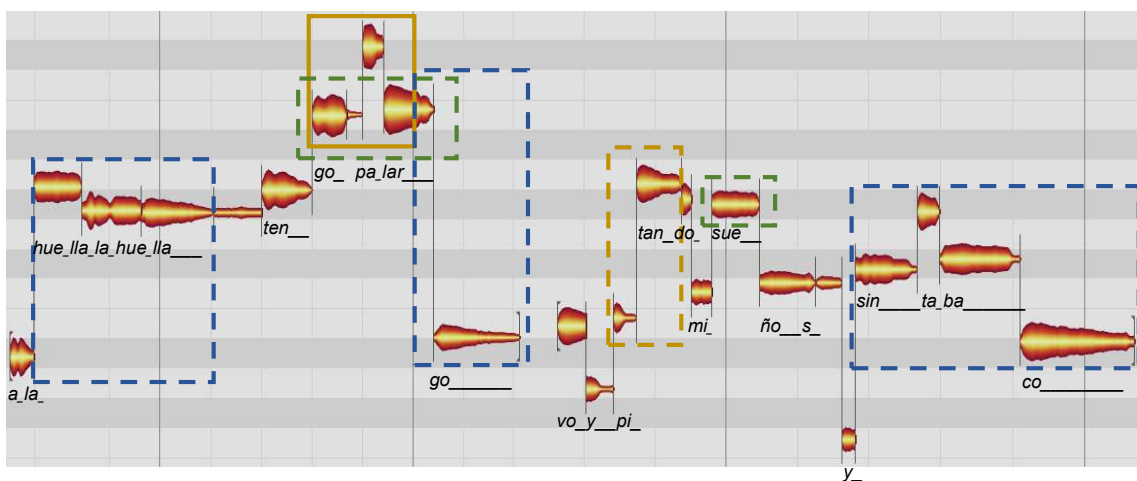 go_ pa_lar___
hue_lla_la_hue_lla___
ten__
tan_do_ sue__
mi_
ño__s_
sin____ta_ba______
a_la_
go______
co________
vo_y__pi_
y_